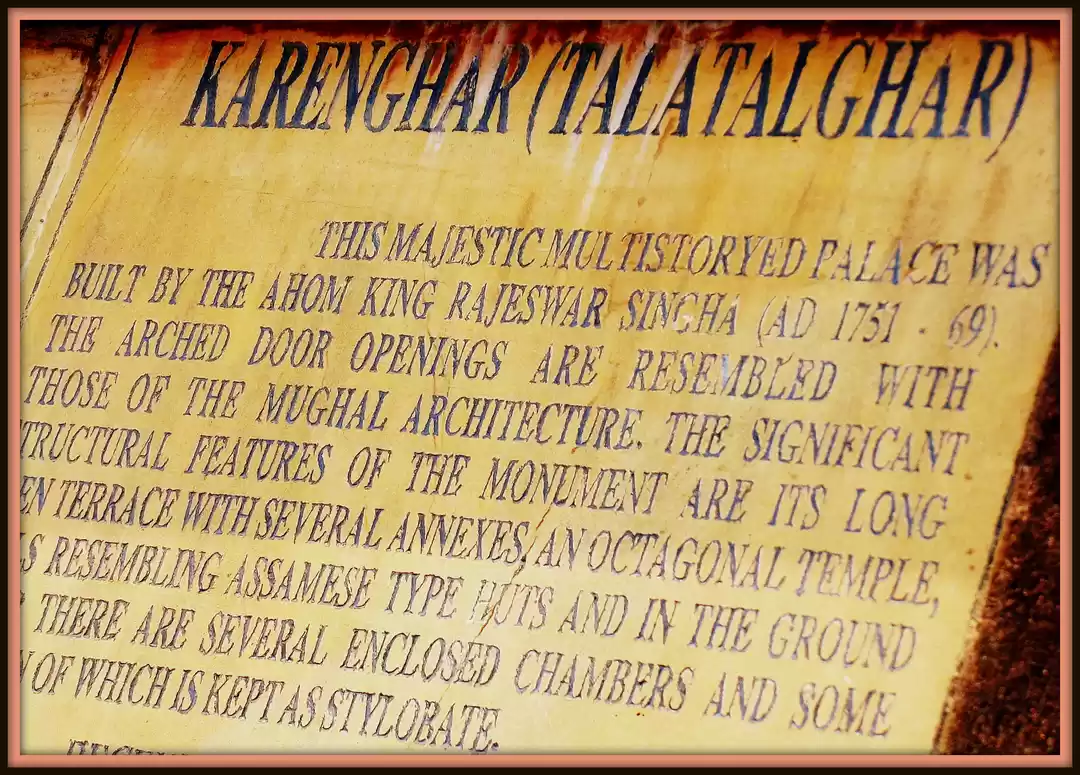 KARENGHAR (TALATALGHAR)
THIS MAJESTIC MULTISTORYED PALACE WAS
BUILT BY THE AHOM KING RAJESWAR SINGHA (AD 1751 - 69).
THE ARCHED DOOR OPENINGS ARE RESEMBLED WITH
THOSE OF THE MUGHAL ARCHITECTURE. THE SIGNIFICANT
TRUCTURAL FEATURES OF THE MONUMENT ARE ITS LONG
EN TERRACE WITH SEVERAL ANNEXES, AN OCTAGONAL TEMPLE,
S RESEMBLING ASSAMESE TYPE HUTS AND IN THE GROUND
THERE ARE SEVERAL ENCLOSED CHAMBERS AND SOME
OF WHICH IS KEPT AS STYLOBATE.